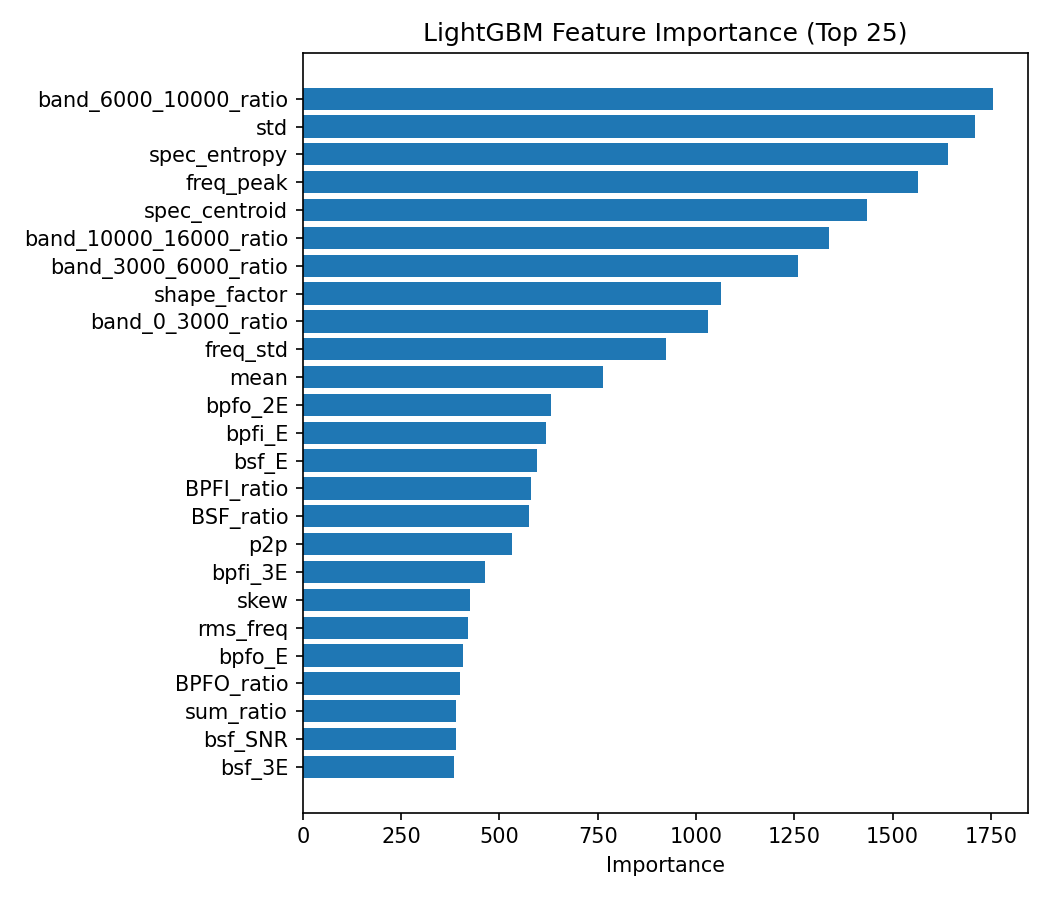 LightGBM Feature Importance (Top 25)
band_6000_10000_ratio
std
spec_entropy
freq_peak
spec_centroid
band_10000_16000_ratio
band_3000_6000_ratio
shape_factor
band_0_3000_ratio
freq_std
mean
bpfo_2E
bpfi_E
bsf_E
BPFI_ratio
BSF_ratio
p2p
bpfi_3E
skew
rms_freq
bpfo_E
BPFO_ratio
sum_ratio
bsf_SNR
bsf_3E
0 250 500 750 1000 1250 1500 1750
Importance